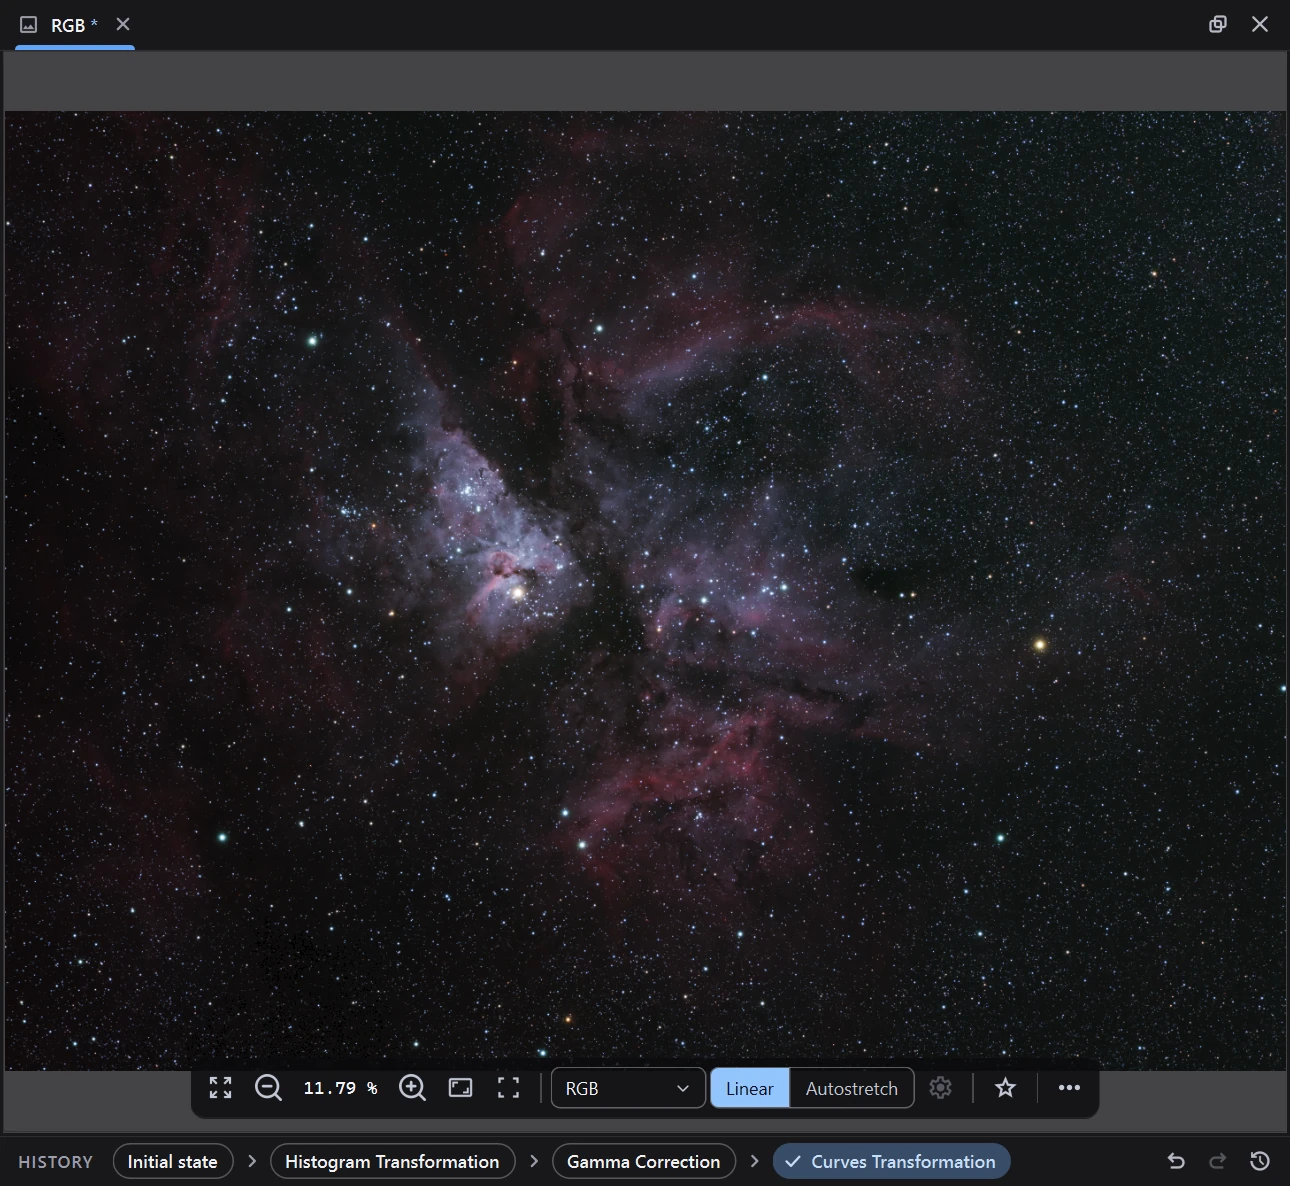 RGB *
11.79 %
RGB
Linear
Autostretch
HISTORY
Initial state
Histogram Transformation
Gamma Correction
Curves Transformation